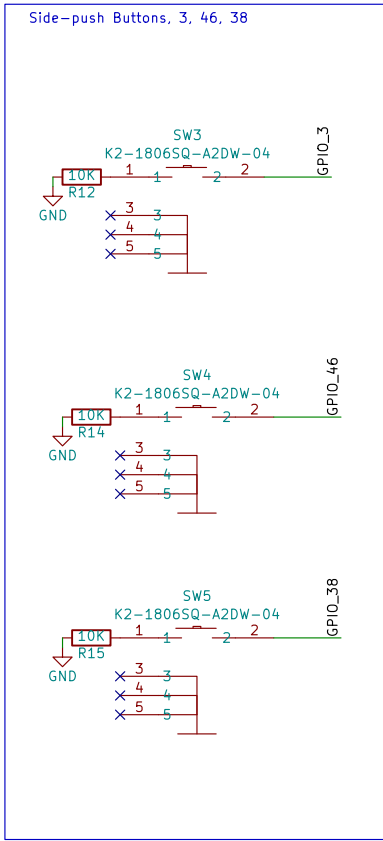 Side-push Buttons, 3, 46, 38
SW3
K2-1806SQ-A2DW-04
GPIO_3
10K
1
1
2
2
R12
GND
3
3
4
4
5
5
SW4
K2-1806SQ-A2DW-04
GPIO_46
10K
1
1
2
2
R14
GND
3
3
4
4
5
5
SW5
K2-1806SQ-A2DW-04
GPIO_38
10K
1
1
2
2
R15
GND
3
3
4
4
5
5